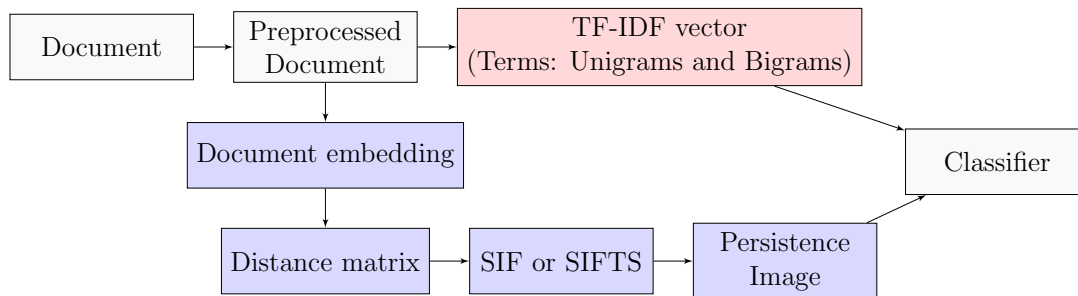 Document
Preprocessed
Document
TF-IDF vector
(Terms: Unigrams and Bigrams)
Document embedding
Classifier
Distance matrix
SIF or SIFTS
Persistence
Image